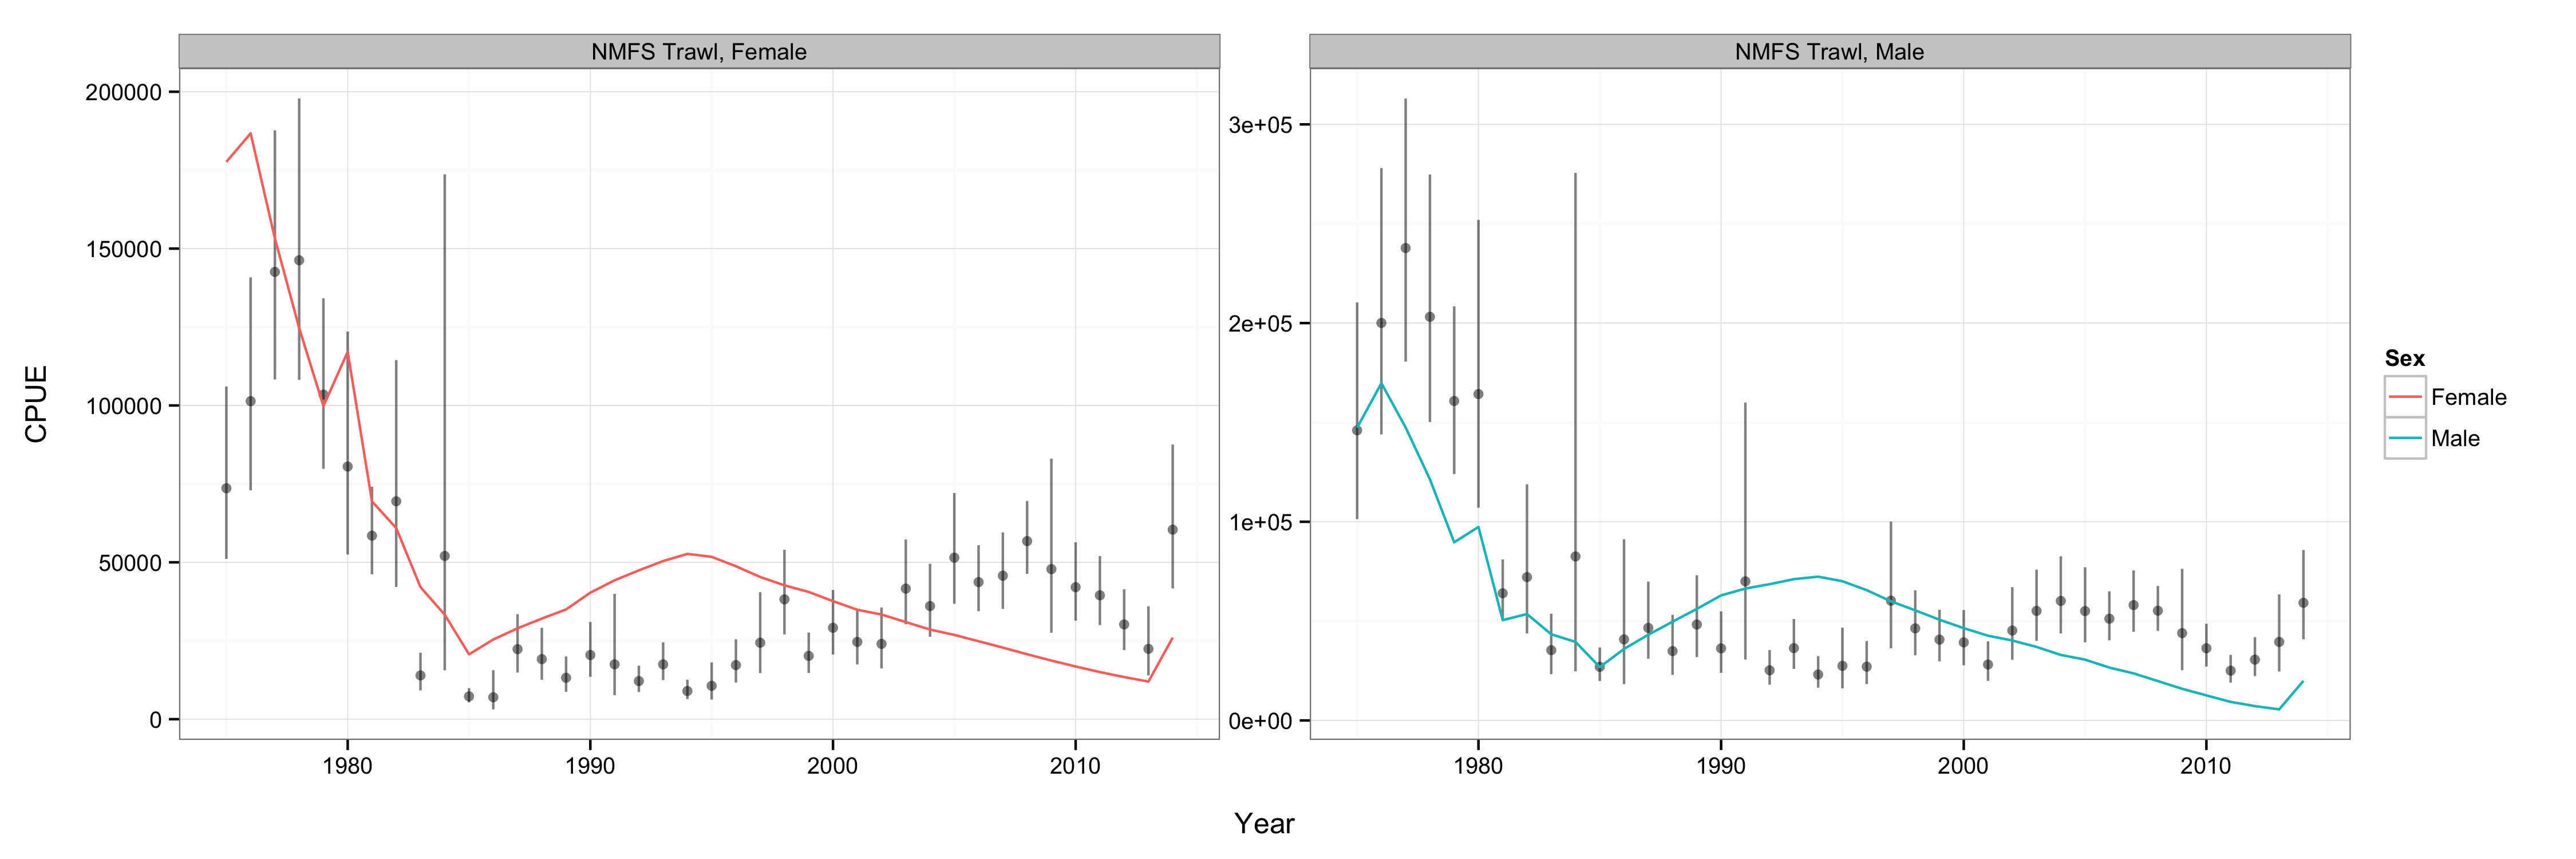 NMFS Trawl, Female
NMFS Trawl, Male
CPUE
200000
150000
100000
50000
0
3e+05
2e+05
1e+05
0e+00
1980
1990
2000
2010
1980
1990
2000
2010
Year
Sex
Female
Male